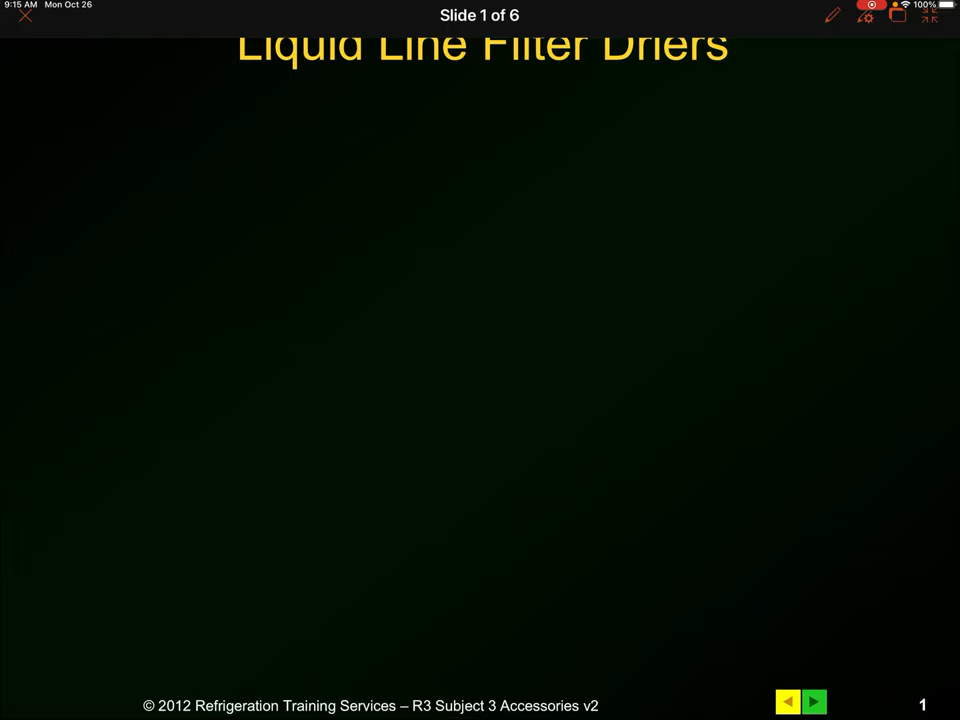 9:15 AM Mon Oct 26
100%
Slide 1 of 6
Liquid Line Filter Driers
© 2012 Refrigeration Training Services – R3 Subject 3 Accessories v2
1